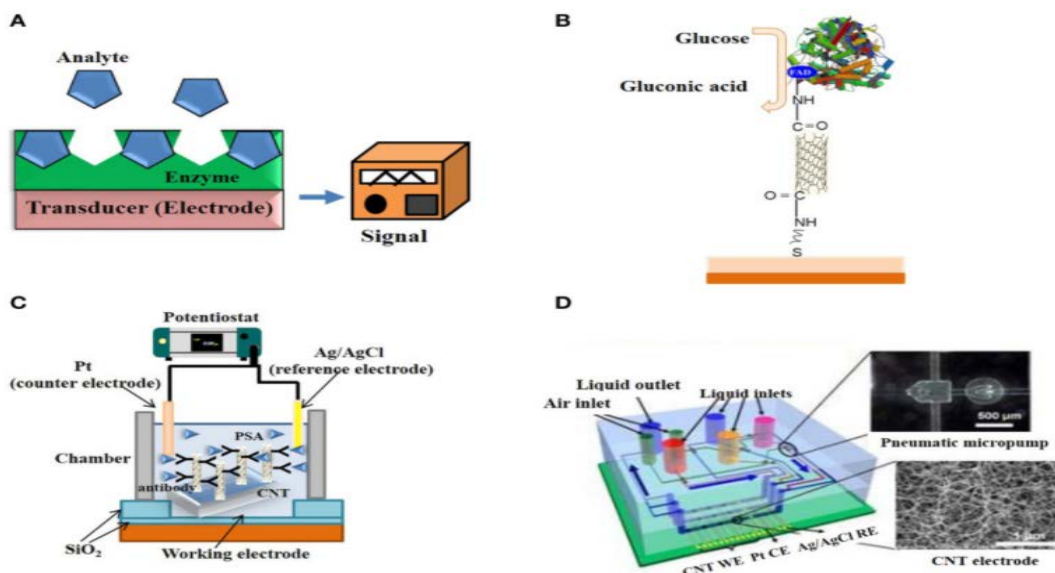 A
Analyte
Enzyme
Transducer (Electrode)
Signal
B
Glucose
FAD
Gluconic acid
NH
C=O
O=C
NH
S
C
Potentiostat
Pt
(counter electrode)
Ag/AgCl
(reference electrode)
PSA
Chamber
antibody
CNT
SiO2
Working electrode
D
Liquid outlet
Liquid inlets
Air inlet
500 µm
Pneumatic micropump
CNT WE Pt CE Ag/AgCl RE
CNT electrode